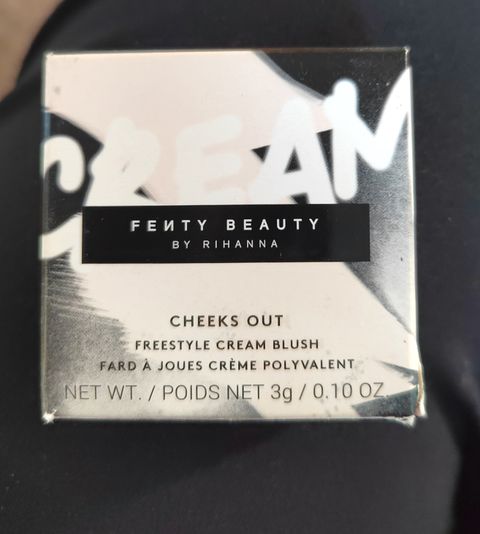 CREAM
FEИTY BEAUTY
BY RIHANNA
CHEEKS OUT
FREESTYLE CREAM BLUSH
FARD À JOUES CRÈME POLYVALENT
NET WT. / POIDS NET 3g / 0.10 OZ.